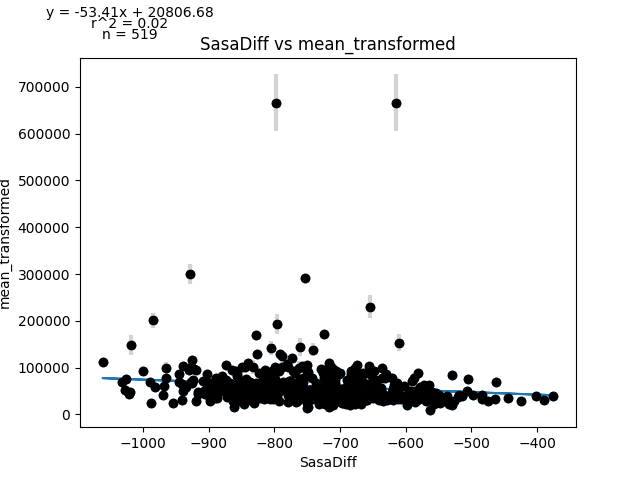 y = -53.41x + 20806.68
r^2 = 0.02
n = 519
SasaDiff vs mean_transformed
700000
600000
500000
400000
300000
200000
100000
0
mean_transformed
−1000 −900 −800 −700 −600 −500 −400
SasaDiff